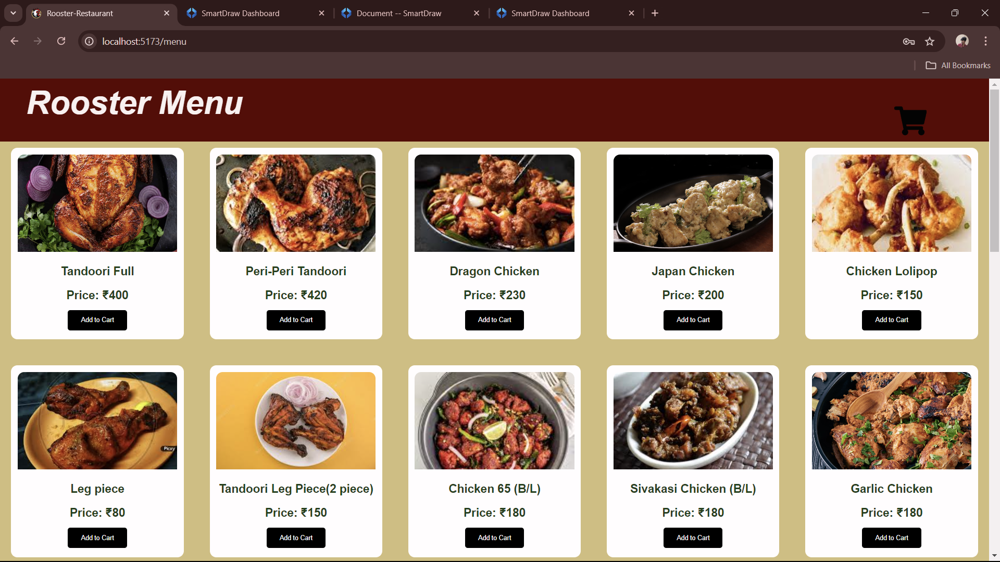 Rooster-Restaurant
SmartDraw Dashboard
Document -- SmartDraw
SmartDraw Dashboard
localhost:5173/menu
All Bookmarks
Rooster Menu
Tandoori Full
Price: ₹400
Add to Cart
Peri-Peri Tandoori
Price: ₹420
Add to Cart
Dragon Chicken
Price: ₹230
Add to Cart
Japan Chicken
Price: ₹200
Add to Cart
Chicken Lolipop
Price: ₹150
Add to Cart
Picxy
Leg piece
Price: ₹80
Add to Cart
Tandoori Leg Piece(2 piece)
Price: ₹150
Add to Cart
Chicken 65 (B/L)
Price: ₹180
Add to Cart
Sivakasi Chicken (B/L)
Price: ₹180
Add to Cart
Garlic Chicken
Price: ₹180
Add to Cart